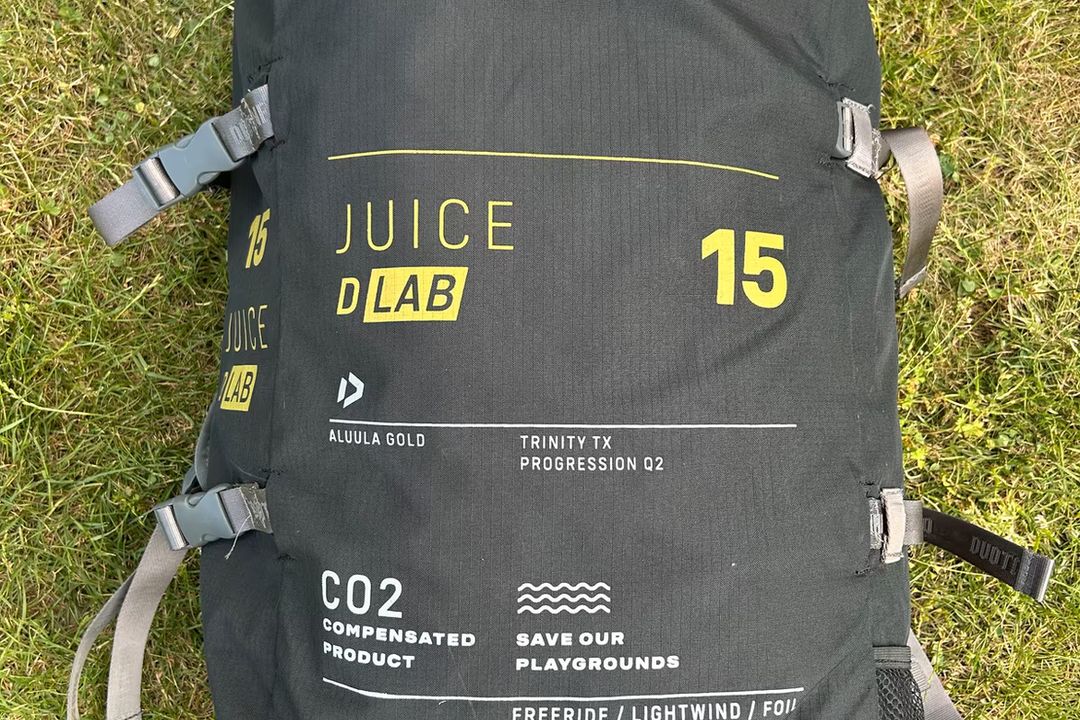 JUICE
D LAB
15
ALUULA GOLD
TRINITY TX
PROGRESSION Q2
CO2
COMPENSATED
PRODUCT
SAVE OUR
PLAYGROUNDS
FREERIDE / LIGHTWIND / FOIL
15
JUICE
D LAB